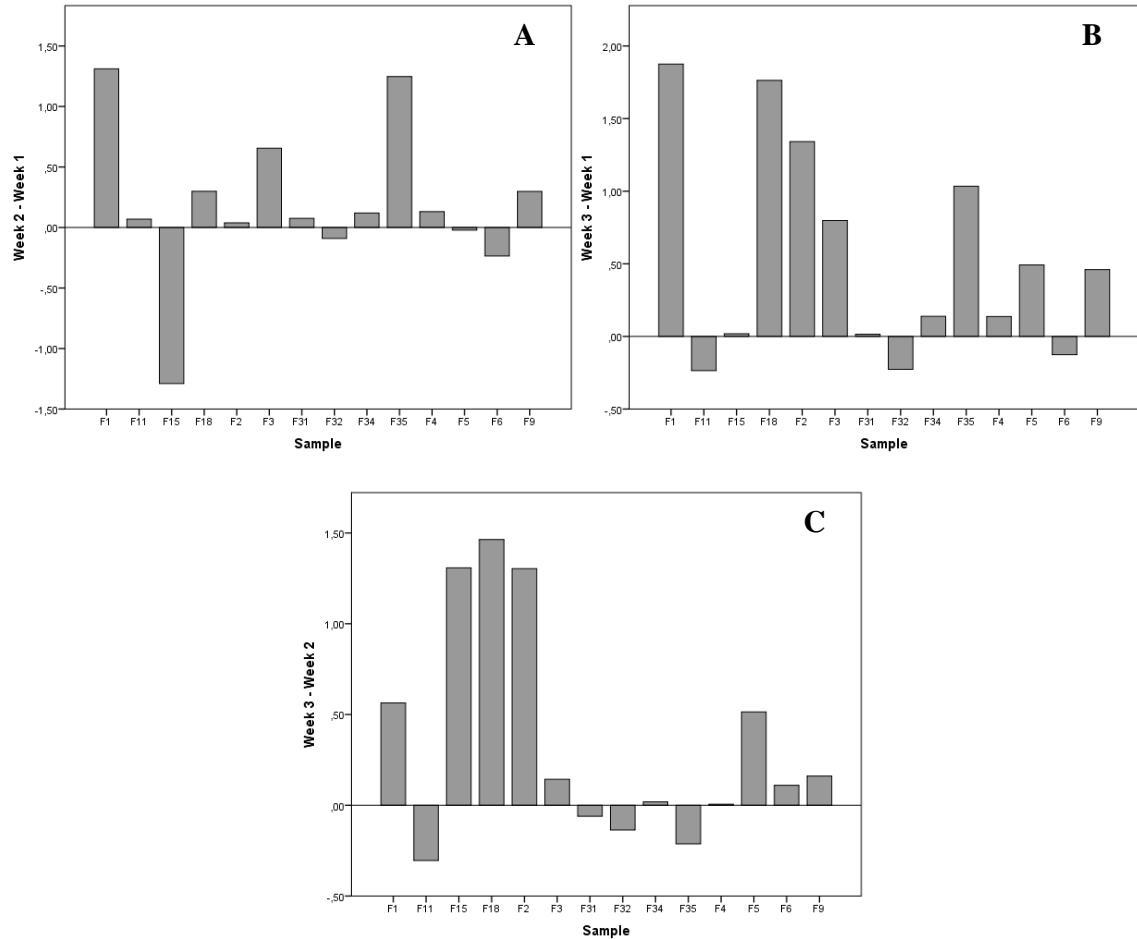 A
Week 2 - Week 1
1,50
1,00
,50
,00
-,50
-1,00
-1,50
F1 F11 F15 F18 F2 F3 F31 F32 F34 F35 F4 F5 F6 F9
Sample
B
Week 3 - Week 1
2,00
1,50
1,00
,50
,00
-,50
F1 F11 F15 F18 F2 F3 F31 F32 F34 F35 F4 F5 F6 F9
Sample
C
Week 3 - Week 2
1,50
1,00
,50
,00
-,50
F1 F11 F15 F18 F2 F3 F31 F32 F34 F35 F4 F5 F6 F9
Sample